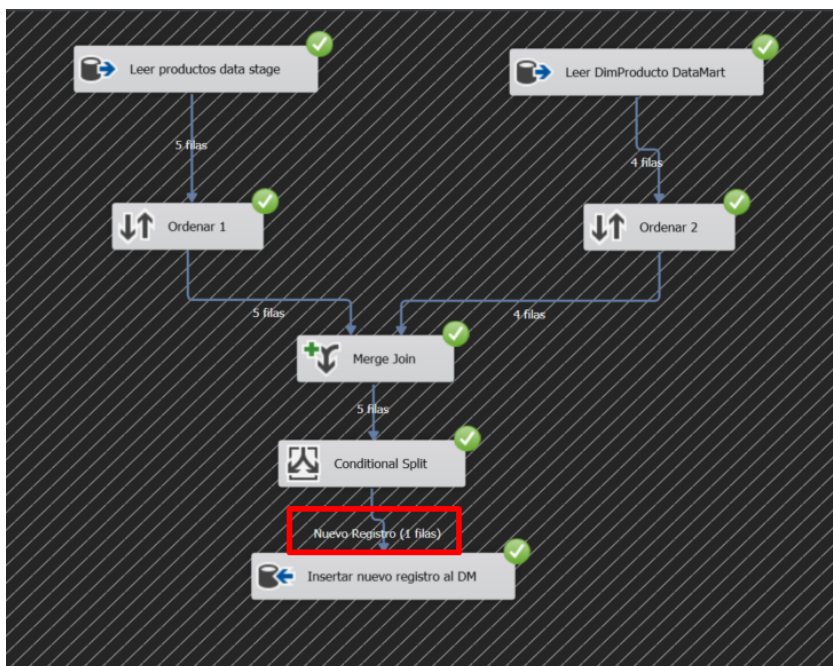 Leer productos data stage
Leer DimProducto DataMart
5 filas
4 filas
Ordenar 1
Ordenar 2
5 filas
4 filas
Merge Join
5 filas
Conditional Split
Nuevo Registro (1 filas)
Insertar nuevo registro al DM